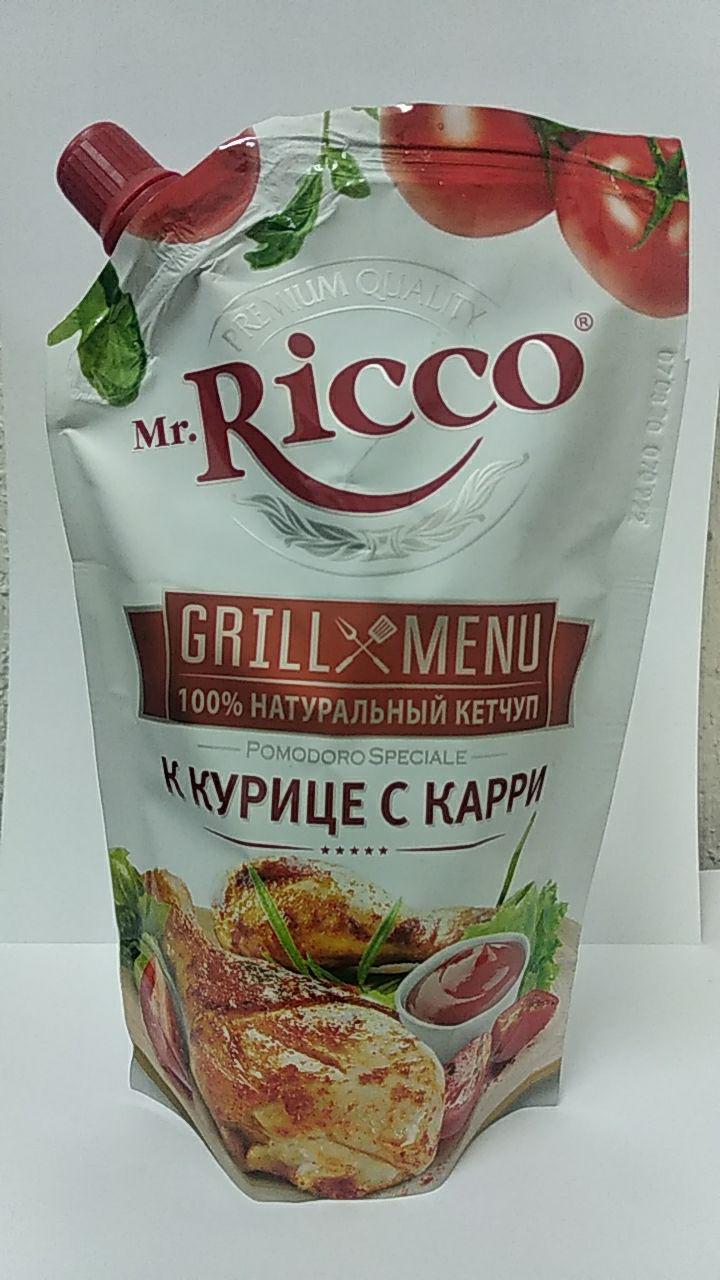 PREMIUM QUALITY
Mr. Ricco®
GRILL MENU
100% НАТУРАЛЬНЫЙ КЕТЧУП
POMODORO SPECIALE
К КУРИЦЕ С КАРРИ